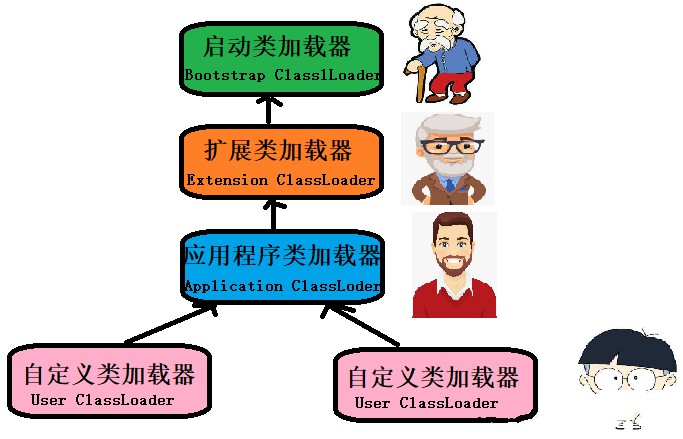 启动类加载器
Bootstrap Class1Loader
扩展类加载器
Extension ClassLoader
应用程序类加载器
Application ClassLoder
自定义类加载器
User ClassLoader
自定义类加载器
User ClassLoader